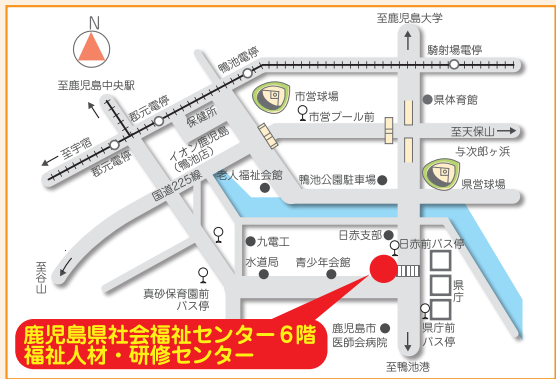 N
至鹿児島大学
騎射場電停
鴨池電停
至鹿児島中央駅
郡元電停
保健所
市営球場
市営プール前
県体育館
至天保山
与次郎ヶ浜
イオン鹿児島
(鴨池店)
至宇宿
郡元電停
国道225線
老人福祉会館
鴨池公園駐車場
県営球場
至笑谷山
九電工
日赤支部
日赤前バス停
水道局
青少年会館
県庁
真砂保育園前
バス停
鹿児島市
医師会病院
県庁前
バス停
至鴨池港
鹿児島県社会福祉センター6階
福祉人材・研修センター